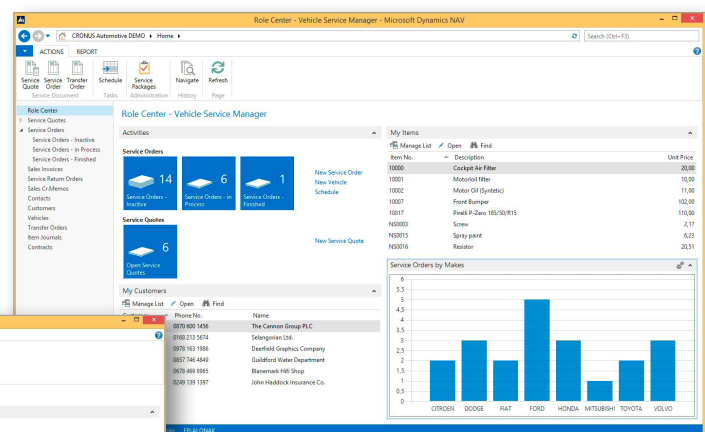 Role Center - Vehicle Service Manager - Microsoft Dynamics NAV
CRONUS Automotive DEMO Home
Search (Ctrl+F3)
ACTIONS REPORT
Service Quote
Service Order
Transfer Order
Schedule
Service Packages
Navigate
Refresh
Service Document Tasks Administration History Page
Role Center
Service Quotes
Service Orders
Service Orders - Inactive
Service Orders - in Process
Service Orders - Finished
Sales Invoices
Service Return Orders
Sales Cr.Memos
Contacts
Customers
Vehicles
Transfer Orders
Item Journals
Contracts
Role Center - Vehicle Service Manager
Activities
Service Orders
14
Service Orders - Inactive
6
Service Orders - in Process
1
Service Orders - Finished
New Service Order
New Vehicle
Schedule
Service Quotes
6
Open Service Quotes
New Service Quote
My Customers
Manage List Open Find
Phone No. Name
0870 600 1456 The Cannon Group PLC
0168 213 5674 Selangorian Ltd.
0978 163 1986 Deerfield Graphics Company
0857 746 4849 Guildford Water Department
0678 469 8965 Blanemark Hifi Shop
0249 139 1397 John Haddock Insurance Co.
My Items
Manage List Open Find
Item No. Description Unit Price
10000 Cockpit Air Filter 20,00
10001 Motoroil filter 10,00
10002 Motor Oil (Syntetic) 11,00
10007 Front Bumper 102,00
10017 Pirelli P-Zero 185/50/R15 110,00
NS0003 Screw 2,17
NS0015 Spray paint 6,23
NS0016 Resistor 20,51
Service Orders by Makes
6
5,5
5
4,5
4
3,5
3
2,5
2
1,5
1
0,5
0
CITROEN DODGE FIAT FORD HONDA MITSUBISHI TOYOTA VOLVO